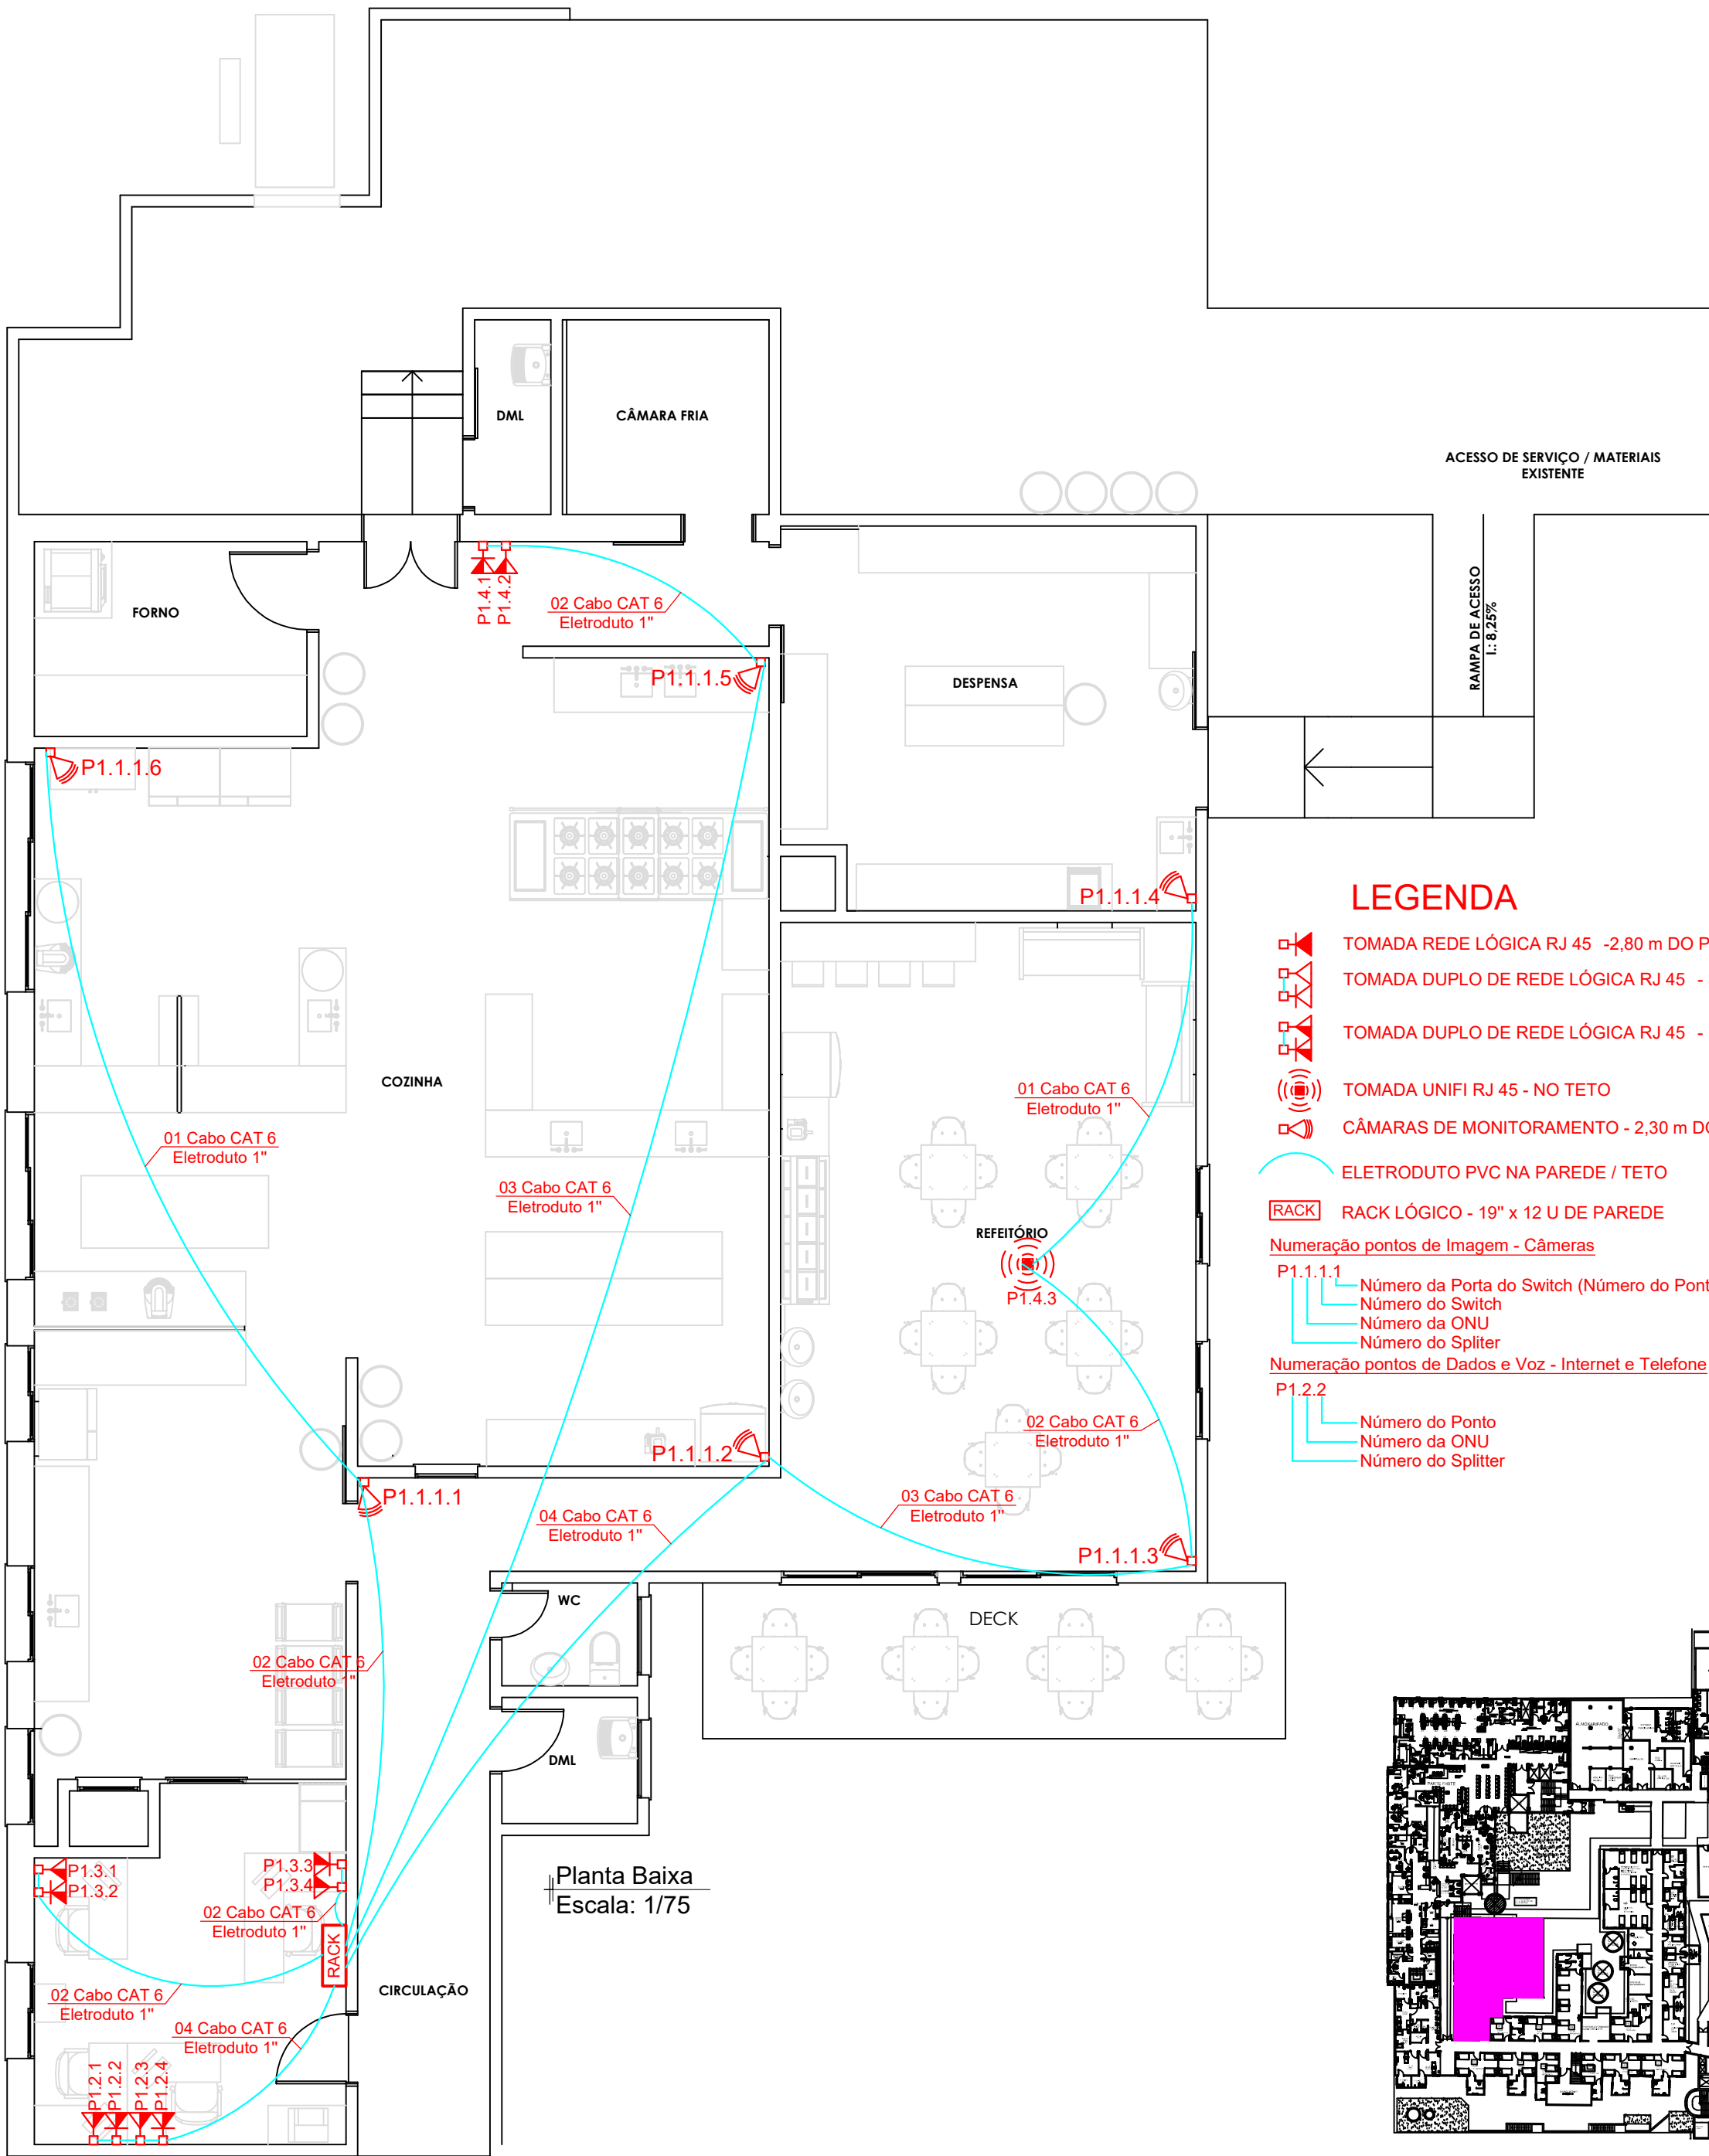 DML
CÂMARA FRIA
ACESSO DE SERVIÇO / MATERIAIS
EXISTENTE
RAMPA DE ACESSO
I.: 8,25%
FORNO
P1.4.1
P1.4.2
02 Cabo CAT 6
Eletroduto 1"
P1.1.1.5
DESPENSA
P1.1.1.6
P1.1.1.4
COZINHA
01 Cabo CAT 6
Eletroduto 1"
01 Cabo CAT 6
Eletroduto 1"
03 Cabo CAT 6
Eletroduto 1"
REFEITÓRIO
P1.4.3
02 Cabo CAT 6
Eletroduto 1"
P1.1.1.2
P1.1.1.1
03 Cabo CAT 6
Eletroduto 1"
04 Cabo CAT 6
Eletroduto 1"
P1.1.1.3
WC
DECK
02 Cabo CAT 6
Eletroduto 1"
DML
P1.3.1
P1.3.2
P1.3.3
P1.3.4
02 Cabo CAT 6
Eletroduto 1"
RACK
CIRCULAÇÃO
02 Cabo CAT 6
Eletroduto 1"
04 Cabo CAT 6
Eletroduto 1"
P1.2.1
P1.2.2
P1.2.3
P1.2.4
Planta Baixa
Escala: 1/75
LEGENDA
TOMADA REDE LÓGICA RJ 45 -2,80 m DO P
TOMADA DUPLO DE REDE LÓGICA RJ 45 -
TOMADA DUPLO DE REDE LÓGICA RJ 45 -
TOMADA UNIFI RJ 45 - NO TETO
CÂMARAS DE MONITORAMENTO - 2,30 m DO
ELETRODUTO PVC NA PAREDE / TETO
RACK RACK LÓGICO - 19" x 12 U DE PAREDE
Numeração pontos de Imagem - Câmeras
P1.1.1.1
Número da Porta do Switch (Número do Pont
Número do Switch
Número da ONU
Número do Spliter
Numeração pontos de Dados e Voz - Internet e Telefone
P1.2.2
Número do Ponto
Número da ONU
Número do Splitter